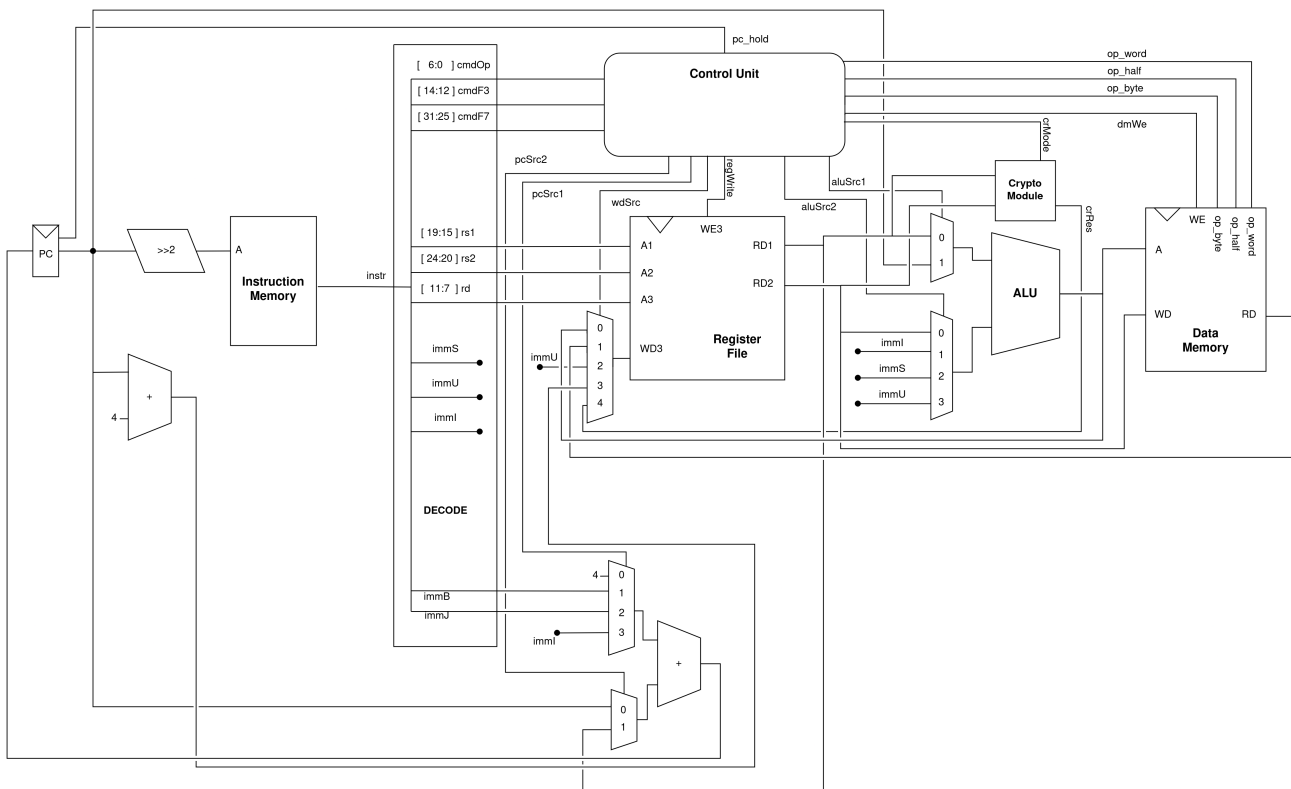 pc_hold
op_word
op_half
op_byte
dmWe
[ 6:0 ] cmdOp
[ 14:12 ] cmdF3
[ 31:25 ] cmdF7
Control Unit
crMode
pcSrc2
pcSrc1
wdSrc
regWrite
aluSrc2
aluSrc1
Crypto
Module
crRes
PC
>>2
A
Instruction
Memory
instr
[ 19:15 ] rs1
[ 24:20 ] rs2
[ 11:7 ] rd
immS
immU
immI
DECODE
immB
immJ
WE3
A1
A2
A3
WD3
RD1
RD2
Register
File
0
1
2
3
4
immU
0
1
0
1
2
3
immI
immS
immU
ALU
WE
op_byte
op_half
op_word
A
WD
RD
Data
Memory
+
4
4
0
1
2
3
immI
+
0
1